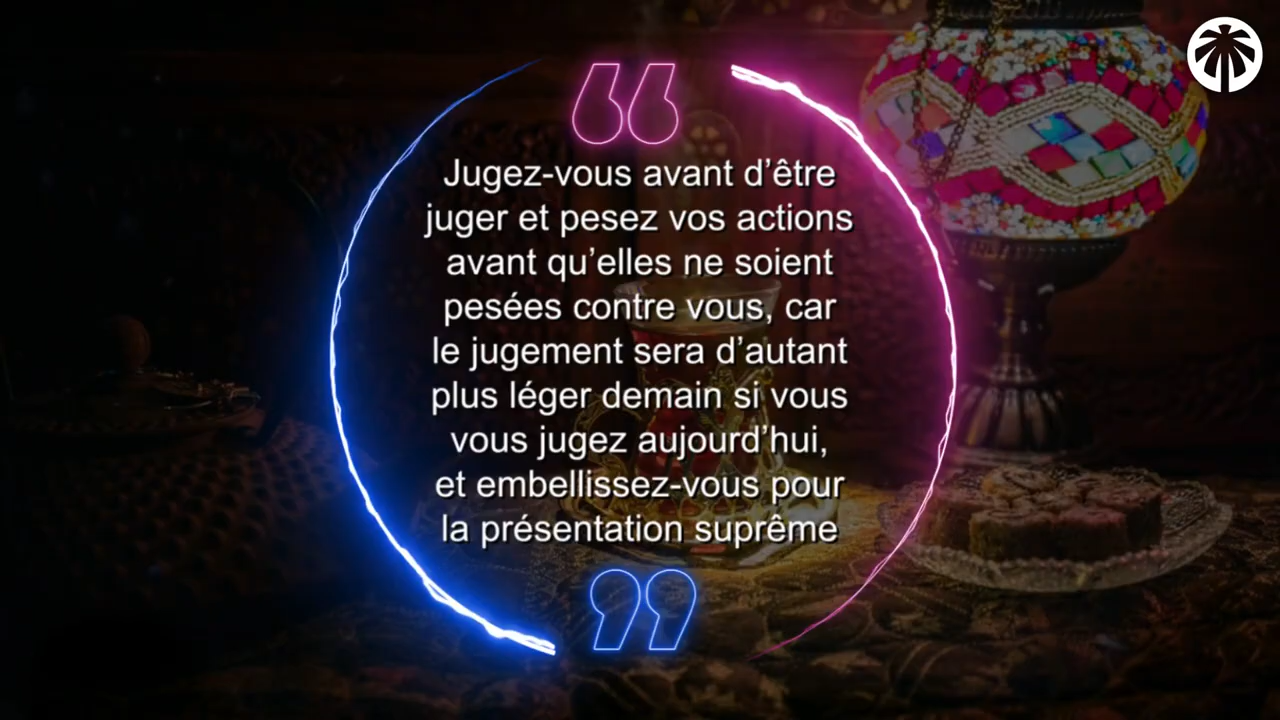 Jugez-vous avant d’être
juger et pesez vos actions
avant qu’elles ne soient
pesées contre vous, car
le jugement sera d’autant
plus léger demain si vous
vous jugez aujourd’hui,
et embellissez-vous pour
la présentation suprême